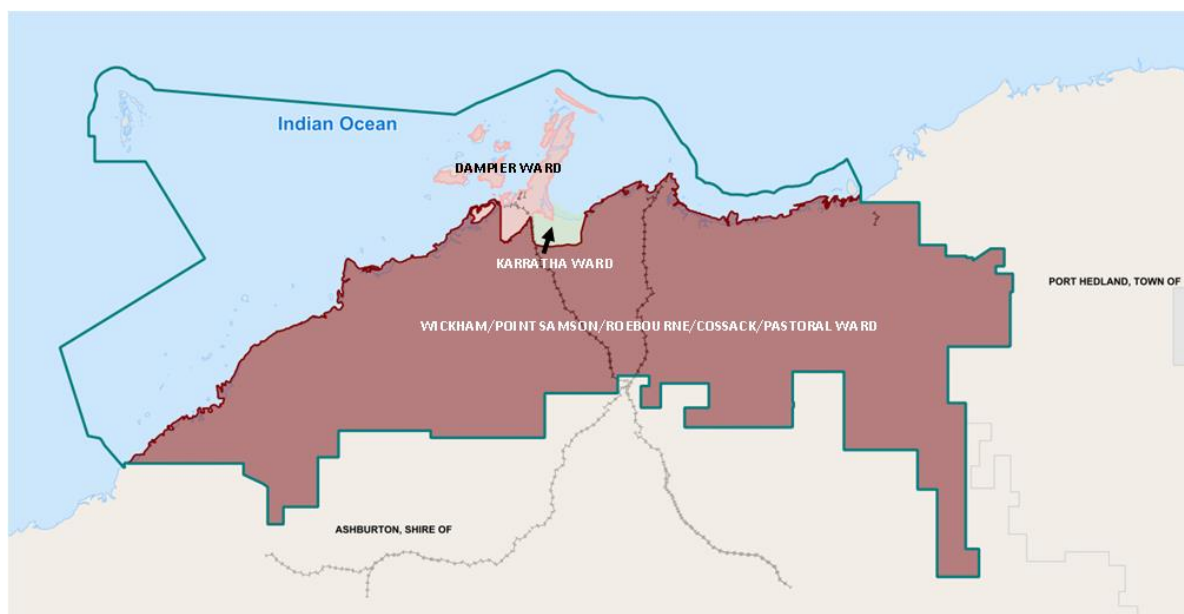 Indian Ocean
DAMPIER WARD
KARRATHA WARD
PORT HEDLAND, TOWN OF
WICKHAM/POINT SAMSON/ROEBOURNE/COSSACK/PASTORAL WARD
ASHBURTON, SHIRE OF